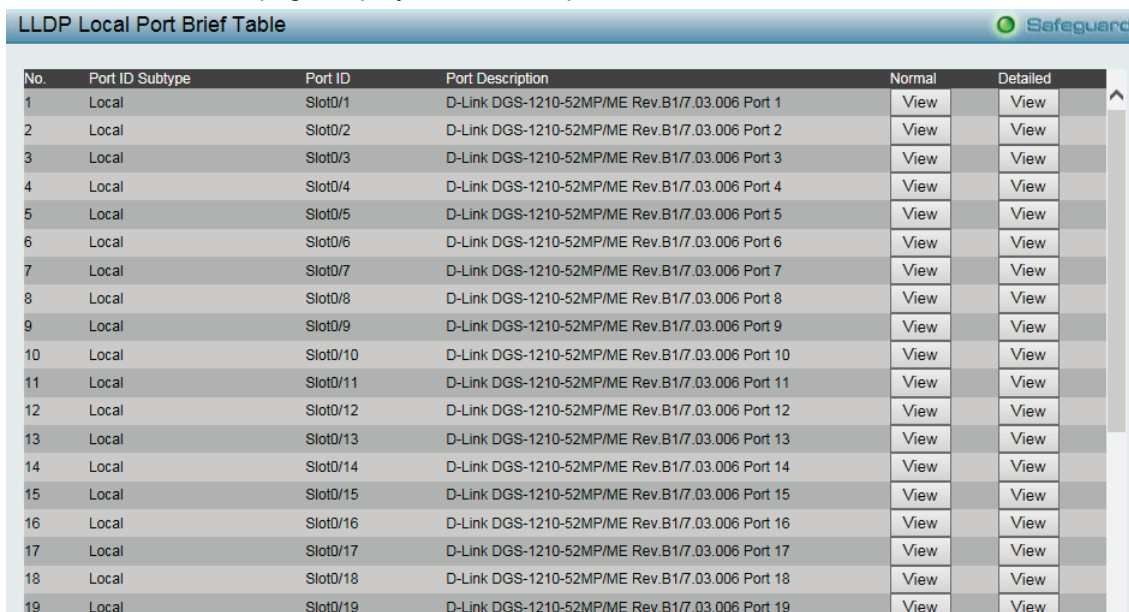 LLDP Local Port Brief Table Safeguard
No. Port ID Subtype Port ID Port Description Normal Detailed
1 Local Slot0/1 D-Link DGS-1210-52MP/ME Rev.B1/7.03.006 Port 1 View View
2 Local Slot0/2 D-Link DGS-1210-52MP/ME Rev.B1/7.03.006 Port 2 View View
3 Local Slot0/3 D-Link DGS-1210-52MP/ME Rev.B1/7.03.006 Port 3 View View
4 Local Slot0/4 D-Link DGS-1210-52MP/ME Rev.B1/7.03.006 Port 4 View View
5 Local Slot0/5 D-Link DGS-1210-52MP/ME Rev.B1/7.03.006 Port 5 View View
6 Local Slot0/6 D-Link DGS-1210-52MP/ME Rev.B1/7.03.006 Port 6 View View
7 Local Slot0/7 D-Link DGS-1210-52MP/ME Rev.B1/7.03.006 Port 7 View View
8 Local Slot0/8 D-Link DGS-1210-52MP/ME Rev.B1/7.03.006 Port 8 View View
9 Local Slot0/9 D-Link DGS-1210-52MP/ME Rev.B1/7.03.006 Port 9 View View
10 Local Slot0/10 D-Link DGS-1210-52MP/ME Rev.B1/7.03.006 Port 10 View View
11 Local Slot0/11 D-Link DGS-1210-52MP/ME Rev.B1/7.03.006 Port 11 View View
12 Local Slot0/12 D-Link DGS-1210-52MP/ME Rev.B1/7.03.006 Port 12 View View
13 Local Slot0/13 D-Link DGS-1210-52MP/ME Rev.B1/7.03.006 Port 13 View View
14 Local Slot0/14 D-Link DGS-1210-52MP/ME Rev.B1/7.03.006 Port 14 View View
15 Local Slot0/15 D-Link DGS-1210-52MP/ME Rev.B1/7.03.006 Port 15 View View
16 Local Slot0/16 D-Link DGS-1210-52MP/ME Rev.B1/7.03.006 Port 16 View View
17 Local Slot0/17 D-Link DGS-1210-52MP/ME Rev.B1/7.03.006 Port 17 View View
18 Local Slot0/18 D-Link DGS-1210-52MP/ME Rev.B1/7.03.006 Port 18 View View
19 Local Slot0/19 D-Link DGS-1210-52MP/ME Rev.B1/7.03.006 Port 19 View View